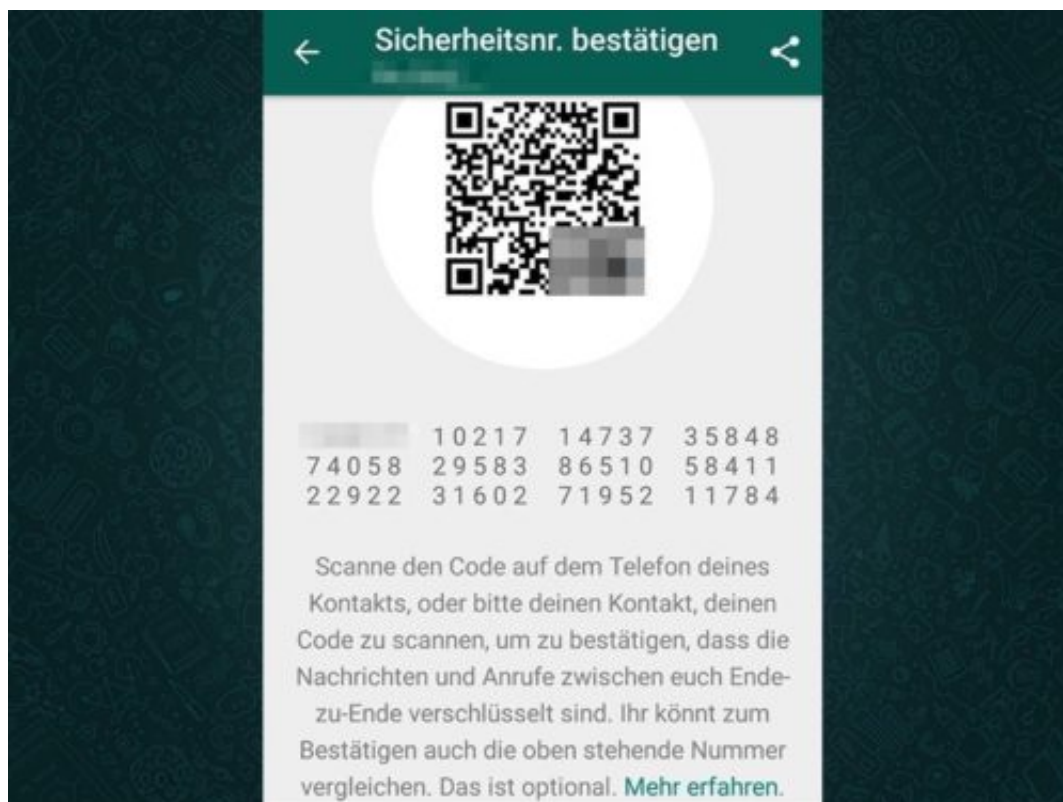 Sicherheitsnr. bestätigen
10217 14737 35848
74058 29583 86510 58411
22922 31602 71952 11784
Scanne den Code auf dem Telefon deines
Kontakts, oder bitte deinen Kontakt, deinen
Code zu scannen, um zu bestätigen, dass die
Nachrichten und Anrufe zwischen euch Ende-
zu-Ende verschlüsselt sind. Ihr könnt zum
Bestätigen auch die oben stehende Nummer
vergleichen. Das ist optional. Mehr erfahren.